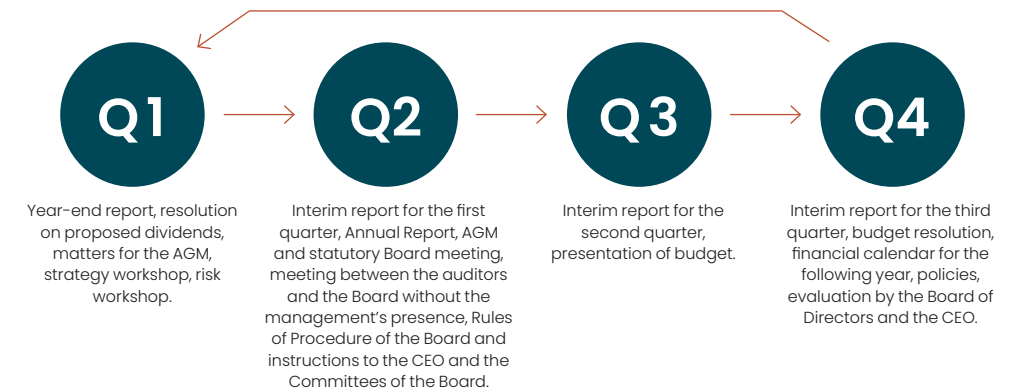 Q1
Year-end report, resolution
on proposed dividends,
matters for the AGM,
strategy workshop, risk
workshop.
Q2
Interim report for the first
quarter, Annual Report, AGM
and statutory Board meeting,
meeting between the auditors
and the Board without the
management's presence, Rules
of Procedure of the Board and
instructions to the CEO and the
Committees of the Board.
Q3
Interim report for the
second quarter,
presentation of budget.
Q4
Interim report for the third
quarter, budget resolution,
financial calendar for the
following year, policies,
evaluation by the Board of
Directors and the CEO.